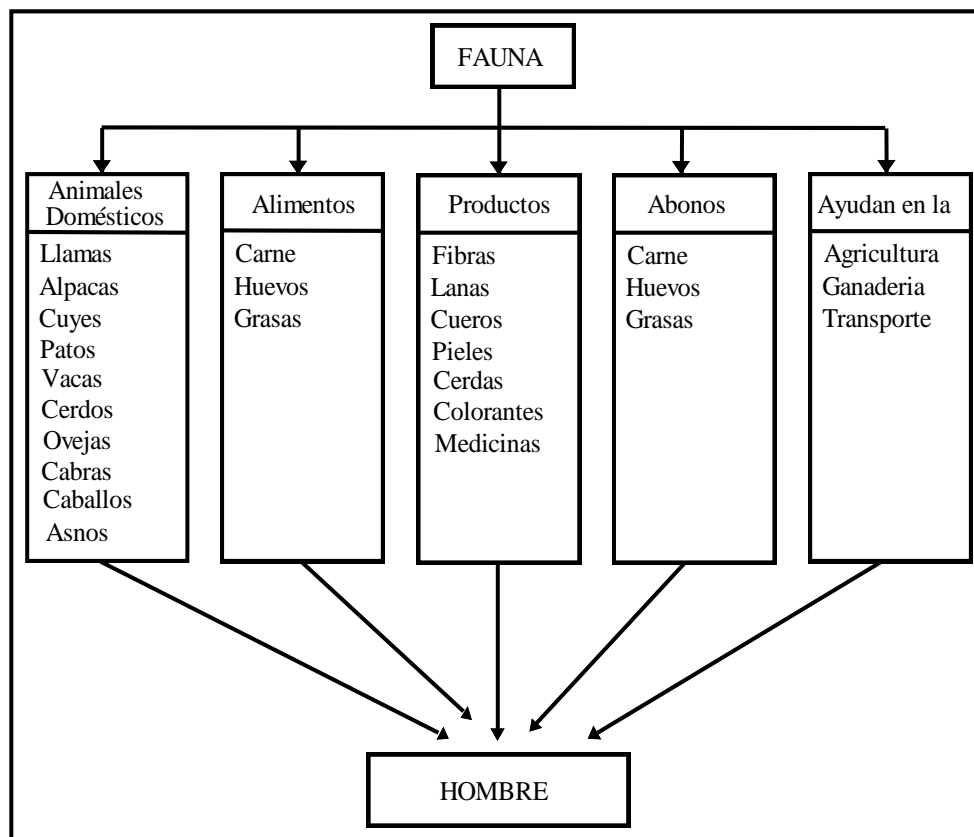 FAUNA
Animales
Domésticos
Llamas
Alpacas
Cuyes
Patos
Vacas
Cerdos
Ovejas
Cabras
Caballos
Asnos
Alimentos
Carne
Huevos
Grasas
Productos
Fibras
Lanas
Cueros
Pieles
Cerdas
Colorantes
Medicinas
Abonos
Carne
Huevos
Grasas
Ayudan en la
Agricultura
Ganaderia
Transporte
HOMBRE